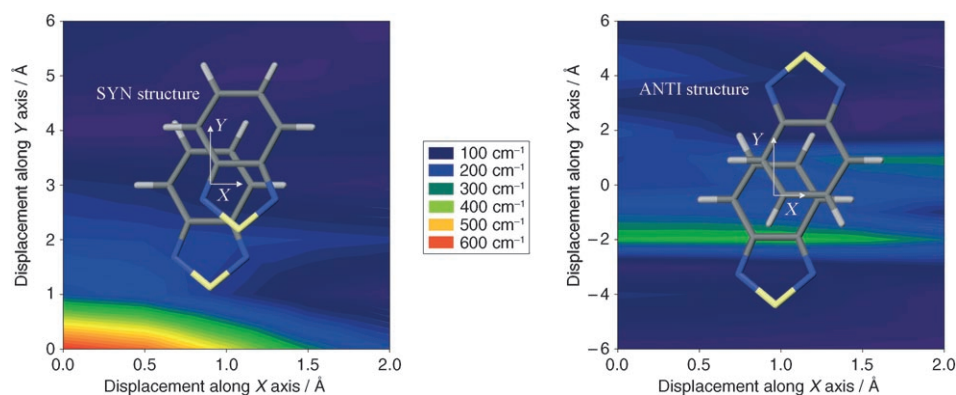 6
5
4
3
2
1
0
0.0
0.5
1.0
1.5
2.0
Displacement along Y axis / Å
Displacement along X axis / Å
SYN structure
Y
X
100 cm⁻¹
200 cm⁻¹
300 cm⁻¹
400 cm⁻¹
500 cm⁻¹
600 cm⁻¹
6
4
2
0
−2
−4
−6
0.0
0.5
1.0
1.5
2.0
Displacement along Y axis / Å
Displacement along X axis / Å
ANTI structure
Y
X